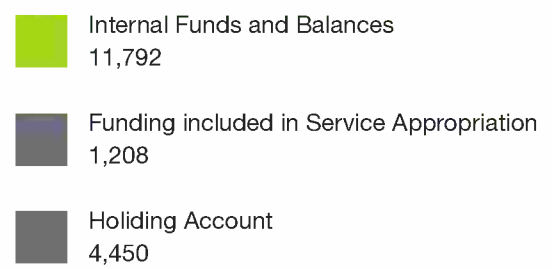 Internal Funds and Balances
11,792
Funding included in Service Appropriation
1,208
Holiding Account
4,450